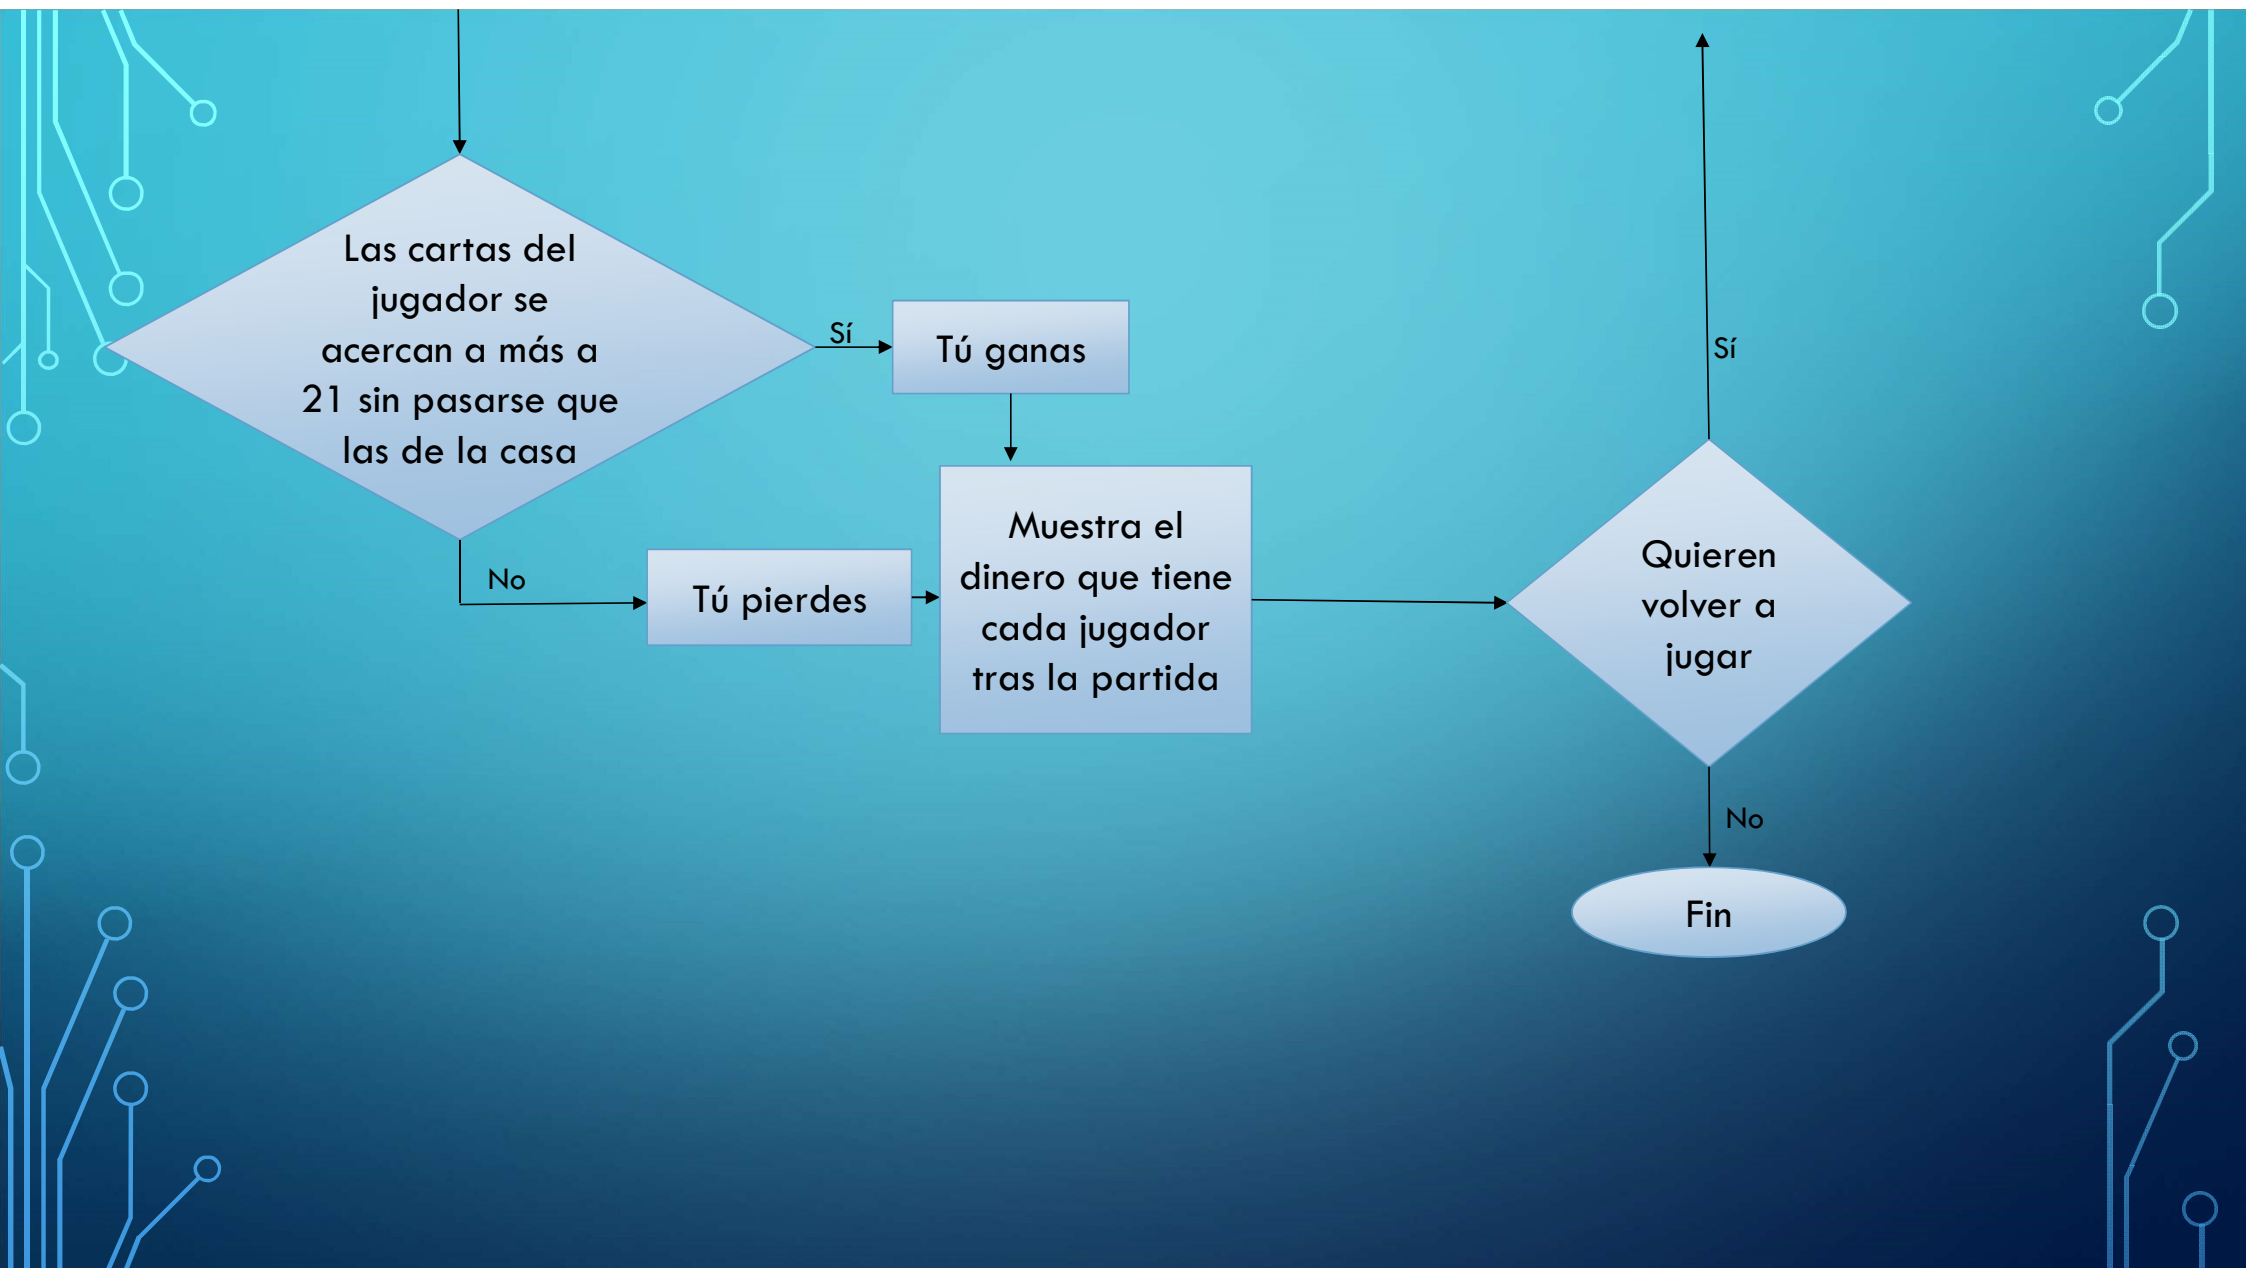 Las cartas del
jugador se
acercan a más a
21 sin pasarse que
las de la casa
Sí
Tú ganas
No
Tú pierdes
Muestra el
dinero que tiene
cada jugador
tras la partida
Sí
Quieren
volver a
jugar
No
Fin